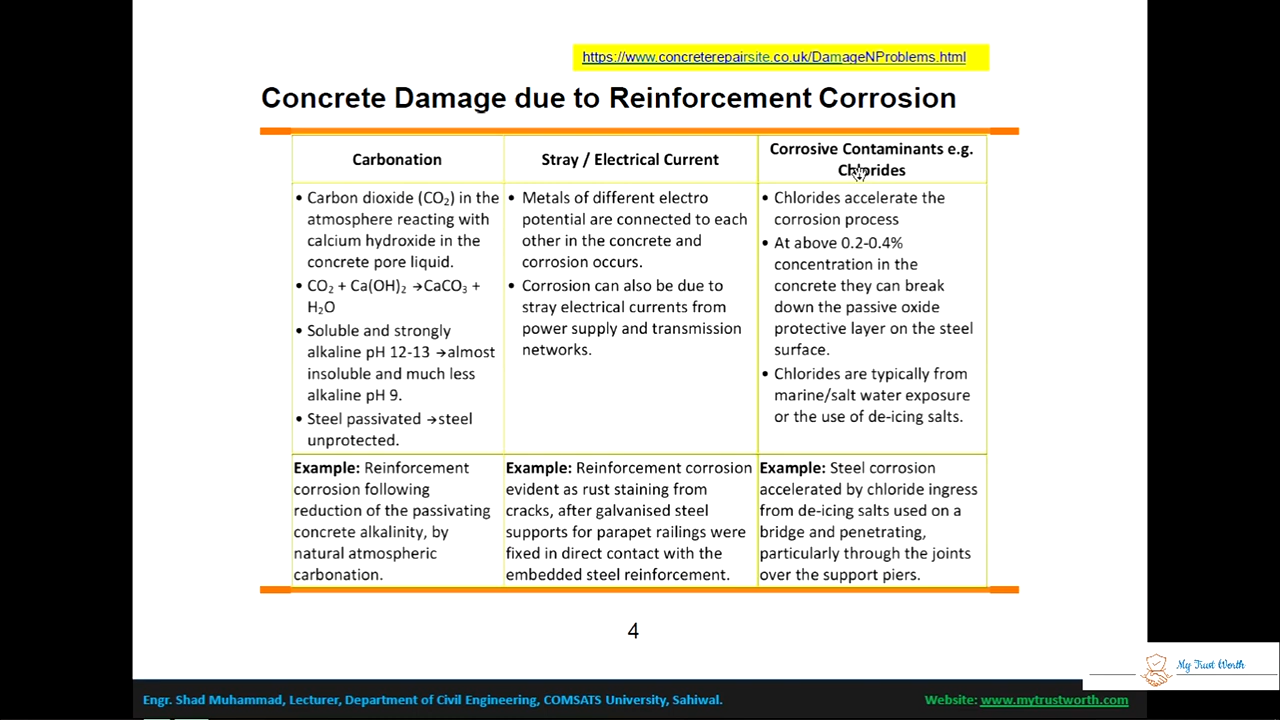 https://www.concreterepairsite.co.uk/DamageNProblems.html
Concrete Damage due to Reinforcement Corrosion
Carbonation
• Carbon dioxide (CO₂) in the
atmosphere reacting with
calcium hydroxide in the
concrete pore liquid.
• CO₂ + Ca(OH)₂ →CaCO₃ +
H₂O
• Soluble and strongly
alkaline pH 12-13 →almost
insoluble and much less
alkaline pH 9.
• Steel passivated →steel
unprotected.
Example: Reinforcement
corrosion following
reduction of the passivating
concrete alkalinity, by
natural atmospheric
carbonation.
Stray / Electrical Current
• Metals of different electro
potential are connected to each
other in the concrete and
corrosion occurs.
• Corrosion can also be due to
stray electrical currents from
power supply and transmission
networks.
Example: Reinforcement corrosion
evident as rust staining from
cracks, after galvanised steel
supports for parapet railings were
fixed in direct contact with the
embedded steel reinforcement.
Corrosive Contaminants e.g.
Chlorides
• Chlorides accelerate the
corrosion process
• At above 0.2-0.4%
concentration in the
concrete they can break
down the passive oxide
protective layer on the steel
surface.
• Chlorides are typically from
marine/salt water exposure
or the use of de-icing salts.
Example: Steel corrosion
accelerated by chloride ingress
from de-icing salts used on a
bridge and penetrating,
particularly through the joints
over the support piers.
4
My Trust Worth
Engr. Shad Muhammad, Lecturer, Department of Civil Engineering, COMSATS University, Sahiwal.
Website: www.mytrustworth.com